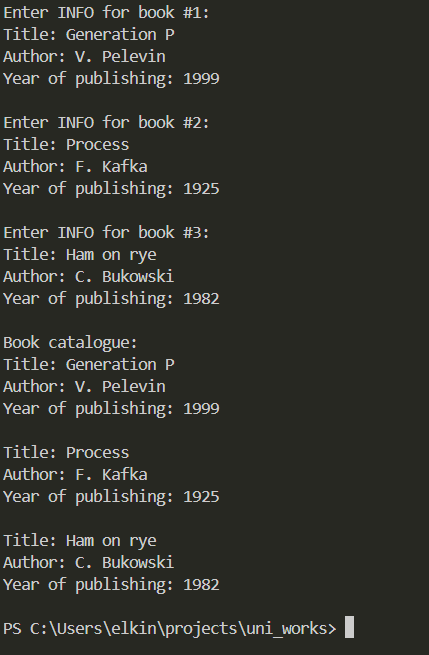 Enter INFO for book #1:
Title: Generation P
Author: V. Pelevin
Year of publishing: 1999
Enter INFO for book #2:
Title: Process
Author: F. Kafka
Year of publishing: 1925
Enter INFO for book #3:
Title: Ham on rye
Author: C. Bukowski
Year of publishing: 1982
Book catalogue:
Title: Generation P
Author: V. Pelevin
Year of publishing: 1999
Title: Process
Author: F. Kafka
Year of publishing: 1925
Title: Ham on rye
Author: C. Bukowski
Year of publishing: 1982
PS C:\Users\elkin\projects\uni_works>